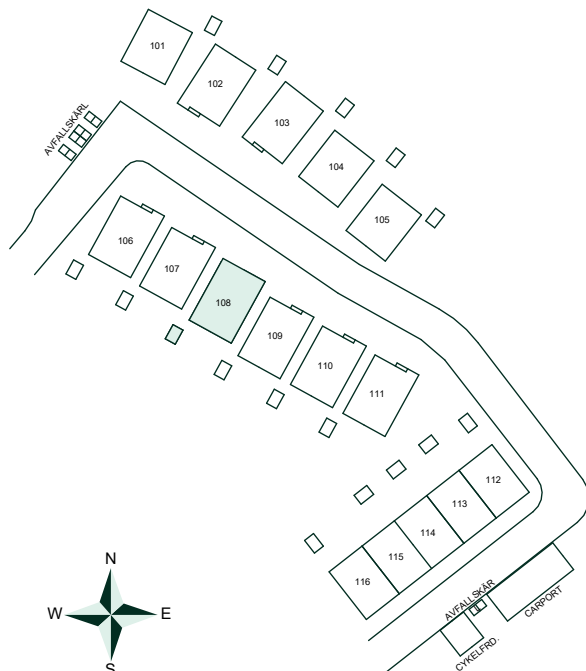 101
102
103
104
105
AVFALLSKÄRL
106
107
108
109
110
111
112
113
114
115
116
AVFALLSKÄR
CARPORT
CYKELFRD.
N
W
E
S